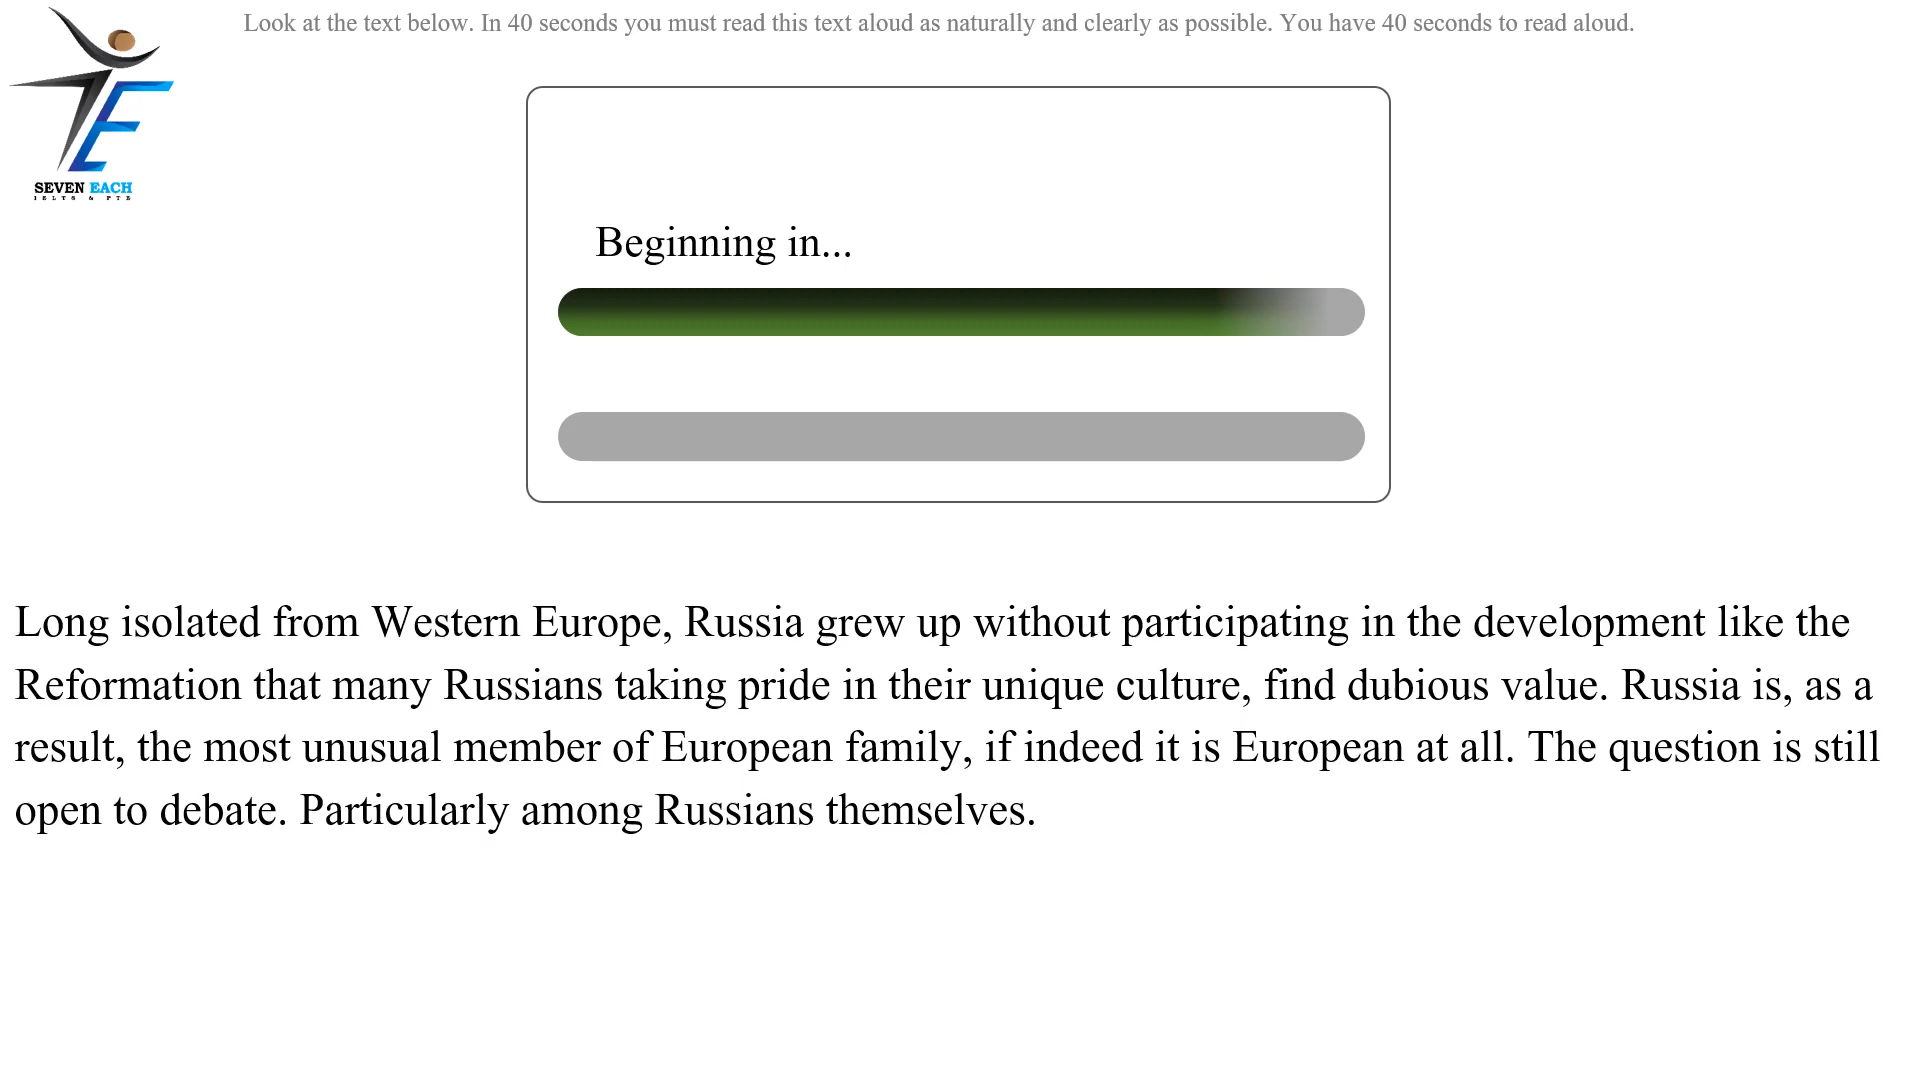 Look at the text below. In 40 seconds you must read this text aloud as naturally and clearly as possible. You have 40 seconds to read aloud.
SEVEN EACH
IELTS & PTE
Beginning in...
Long isolated from Western Europe, Russia grew up without participating in the development like the
Reformation that many Russians taking pride in their unique culture, find dubious value. Russia is, as a
result, the most unusual member of European family, if indeed it is European at all. The question is still
open to debate. Particularly among Russians themselves.